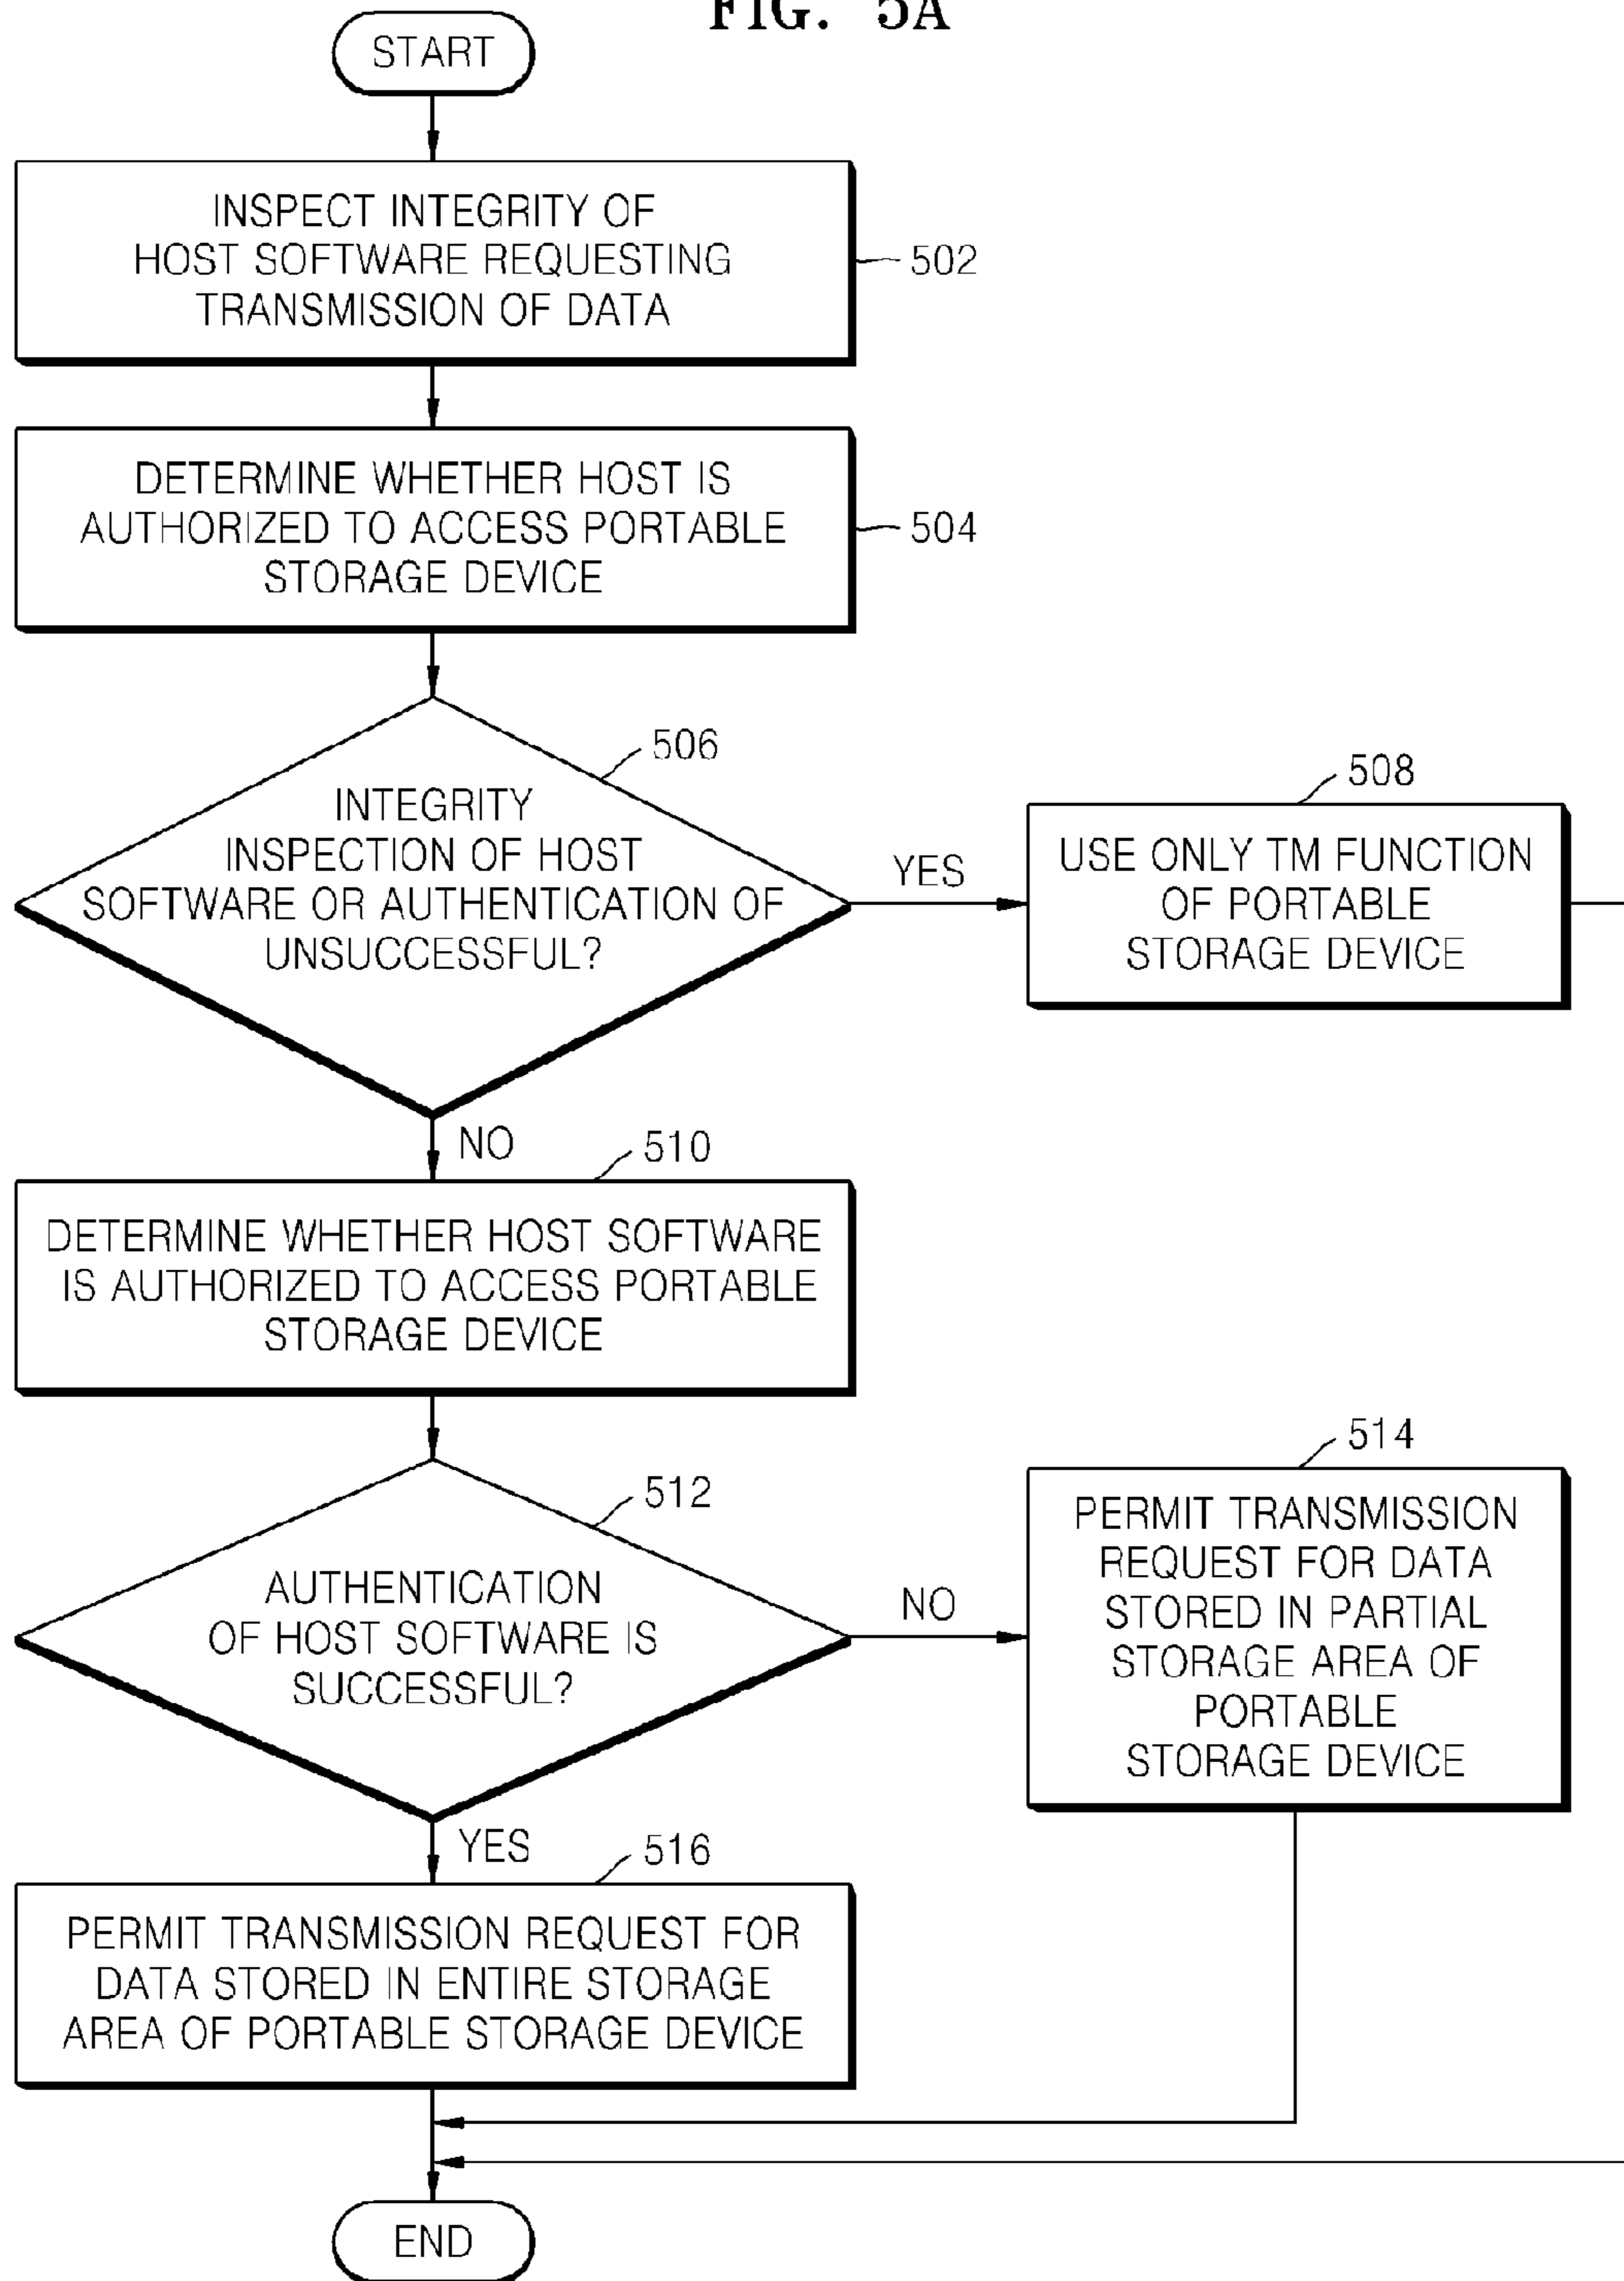 FIG. 5A
START
INSPECT INTEGRITY OF
HOST SOFTWARE REQUESTING
TRANSMISSION OF DATA
502
DETERMINE WHETHER HOST IS
AUTHORIZED TO ACCESS PORTABLE
STORAGE DEVICE
504
506
INTEGRITY
INSPECTION OF HOST
SOFTWARE OR AUTHENTICATION OF
UNSUCCESSFUL?
YES
508
USE ONLY TM FUNCTION
OF PORTABLE
STORAGE DEVICE
NO
510
DETERMINE WHETHER HOST SOFTWARE
IS AUTHORIZED TO ACCESS PORTABLE
STORAGE DEVICE
512
AUTHENTICATION
OF HOST SOFTWARE IS
SUCCESSFUL?
NO
514
PERMIT TRANSMISSION
REQUEST FOR DATA
STORED IN PARTIAL
STORAGE AREA OF
PORTABLE
STORAGE DEVICE
YES
516
PERMIT TRANSMISSION REQUEST FOR
DATA STORED IN ENTIRE STORAGE
AREA OF PORTABLE STORAGE DEVICE
END